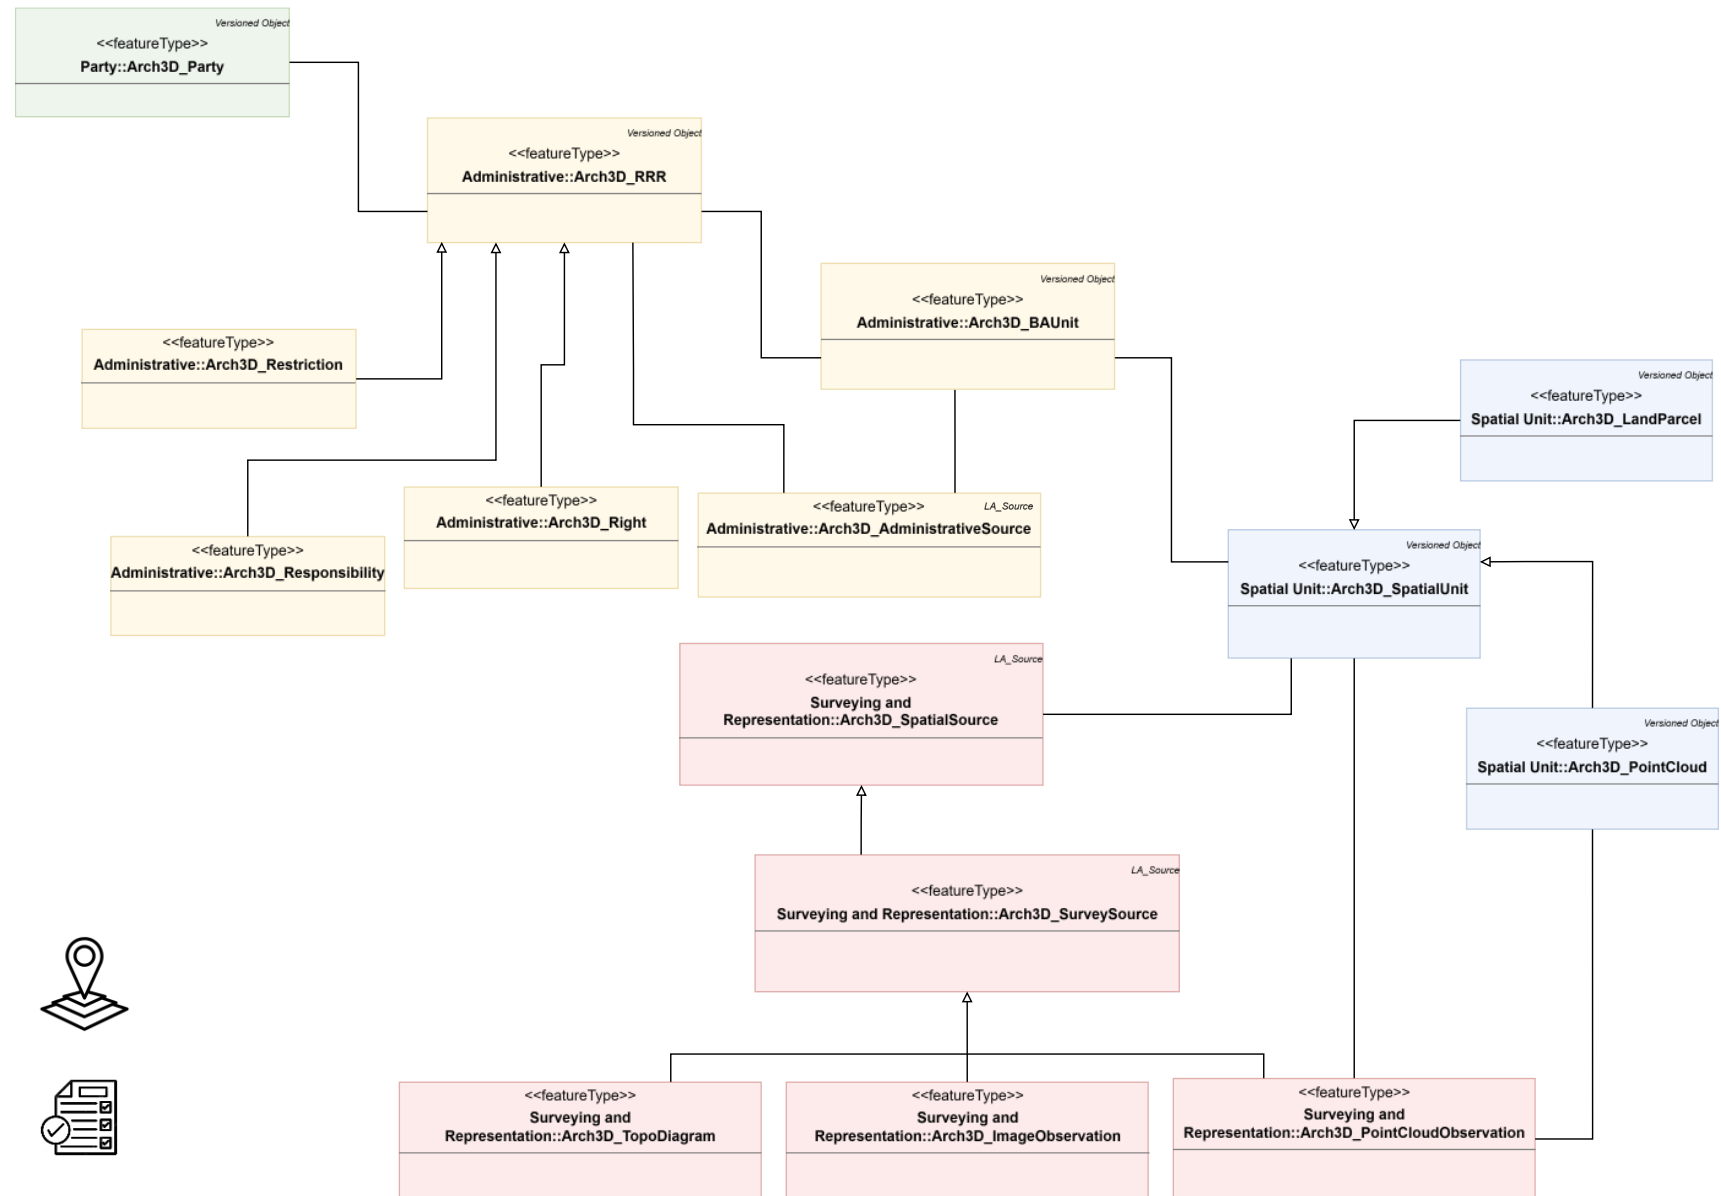 Versioned Object
<<featureType>>
Party::Arch3D_Party
Versioned Object
<<featureType>>
Administrative::Arch3D_RRR
Versioned Object
<<featureType>>
Administrative::Arch3D_BAUnit
<<featureType>>
Administrative::Arch3D_Restriction
Versioned Object
<<featureType>>
Spatial Unit::Arch3D_LandParcel
<<featureType>>
Administrative::Arch3D_Right
<<featureType>>
LA_Source
Administrative::Arch3D_AdministrativeSource
<<featureType>>
Administrative::Arch3D_Responsibility
Versioned Object
<<featureType>>
Spatial Unit::Arch3D_SpatialUnit
LA_Source
<<featureType>>
Surveying and
Representation::Arch3D_SpatialSource
Versioned Object
<<featureType>>
Spatial Unit::Arch3D_PointCloud
LA_Source
<<featureType>>
Surveying and Representation::Arch3D_SurveySource
<<featureType>>
Surveying and
Representation::Arch3D_TopoDiagram
<<featureType>>
Surveying and
Representation::Arch3D_ImageObservation
<<featureType>>
Surveying and
Representation::Arch3D_PointCloudObservation